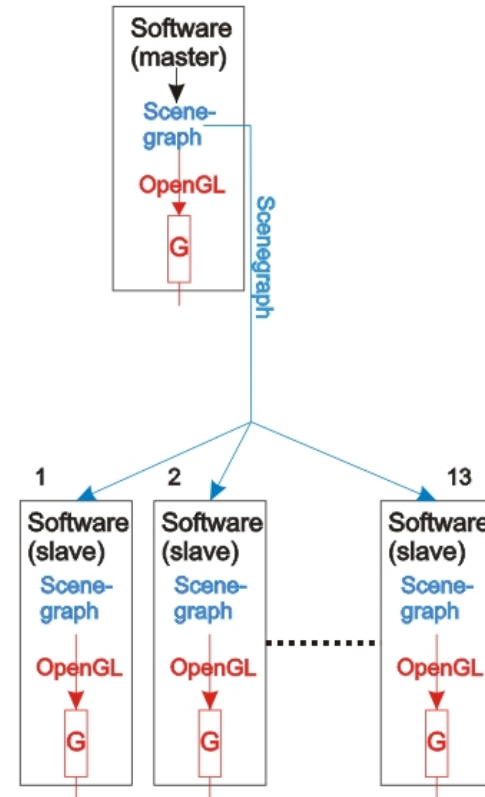 Software
(master)
Scene-
graph
OpenGL
G
Scenegraph
1
2
13
Software
(slave)
Scene-
graph
OpenGL
G
Software
(slave)
Scene-
graph
OpenGL
G
Software
(slave)
Scene-
graph
OpenGL
G